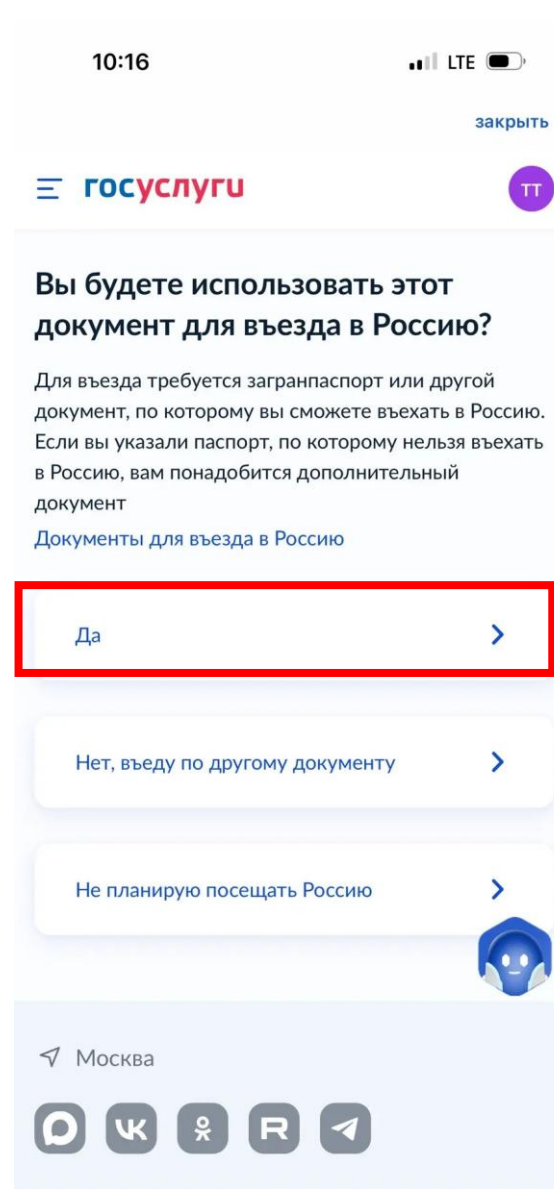 10:16 LTE
закрыть
госуслуги ТТ
Вы будете использовать этот
документ для въезда в Россию?
Для въезда требуется загранпаспорт или другой
документ, по которому вы сможете въехать в Россию.
Если вы указали паспорт, по которому нельзя въехать
в Россию, вам понадобится дополнительный
документ
Документы для въезда в Россию
Да
Нет, въеду по другому документу
Не планирую посещать Россию
Москва